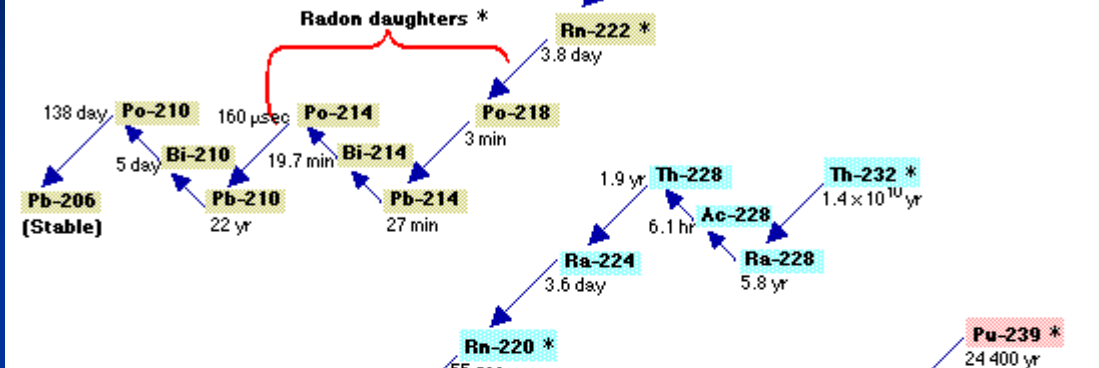 Radon daughters *
Rn-222 *
3.8 day
138 day
Po-210
160 µsec
Po-214
Po-218
3 min
5 day
Bi-210
19.7 min
Bi-214
Pb-206
(Stable)
Pb-210
22 yr
Pb-214
27 min
1.9 yr
Th-228
Th-232 *
1.4 × 10¹⁰ yr
6.1 hr
Ac-228
Ra-224
3.6 day
Ra-228
5.8 yr
Rn-220 *
Pu-239 *
24 400 yr